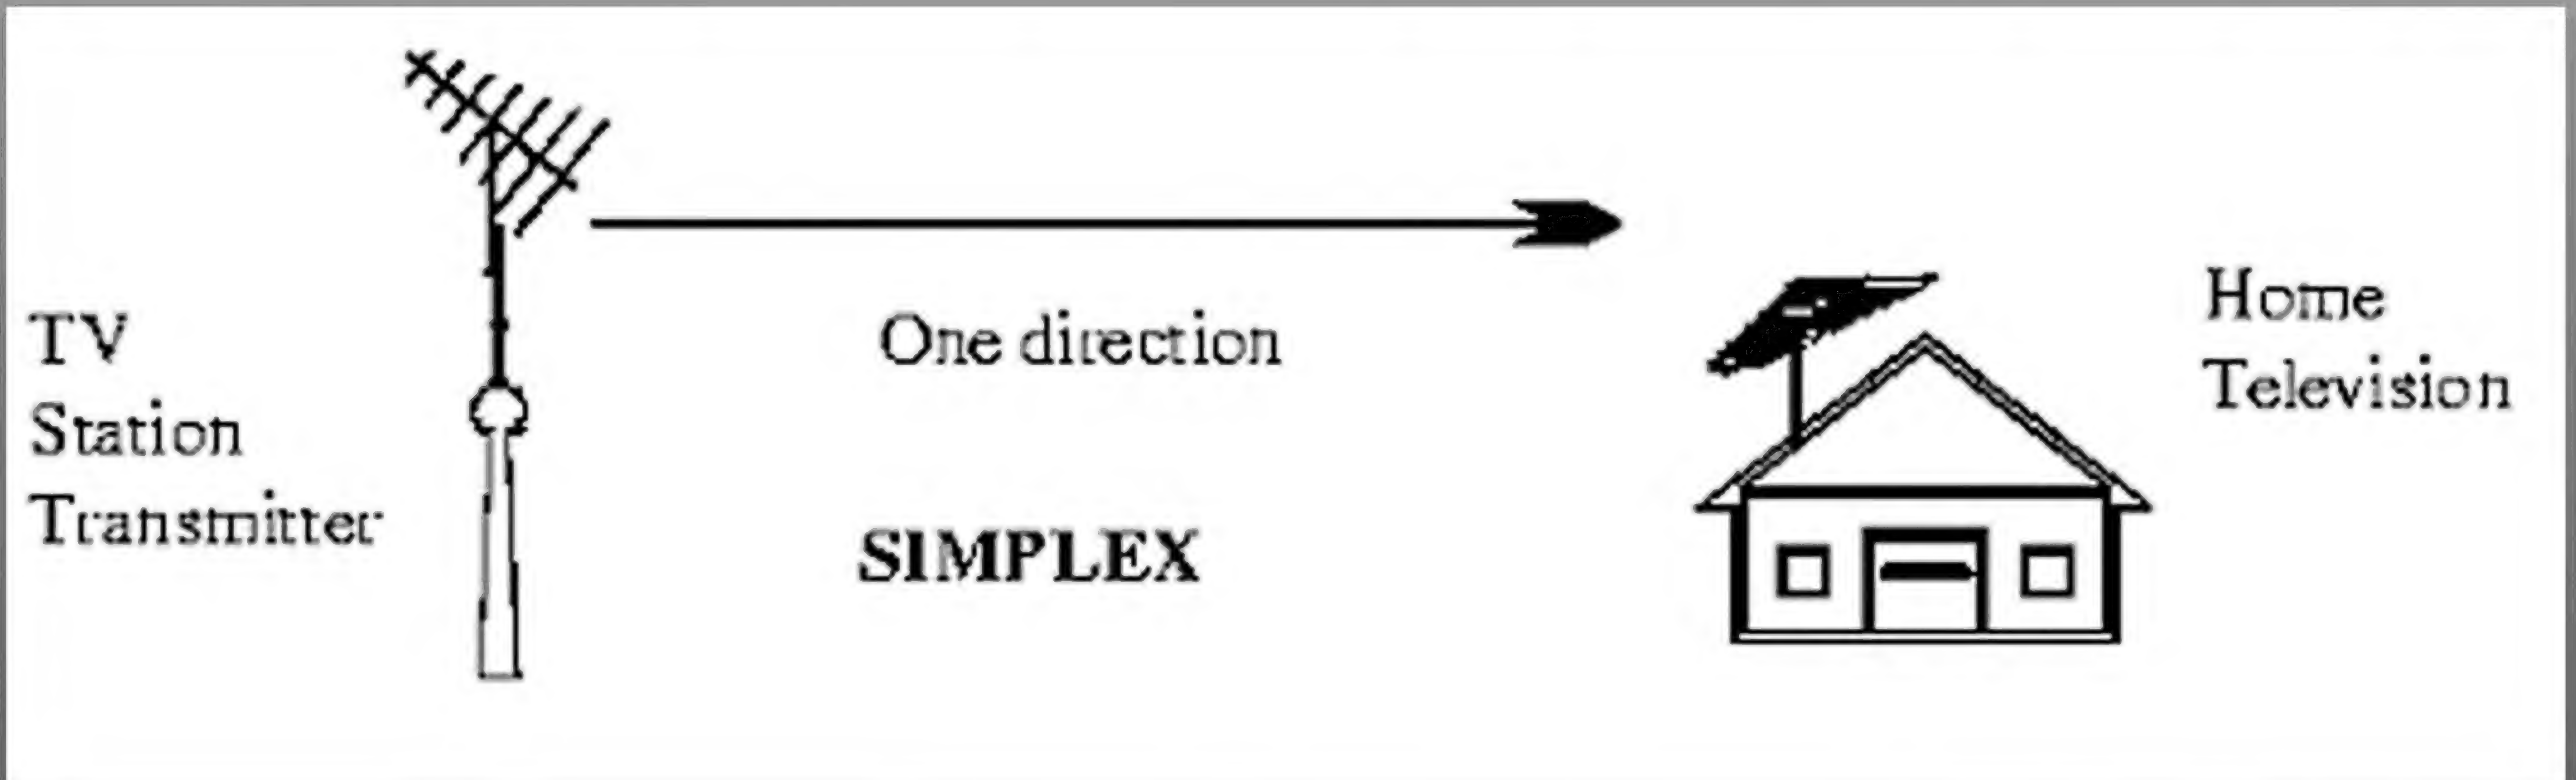 TV
Station
Transmitter
One direction
SIMPLEX
Home
Television